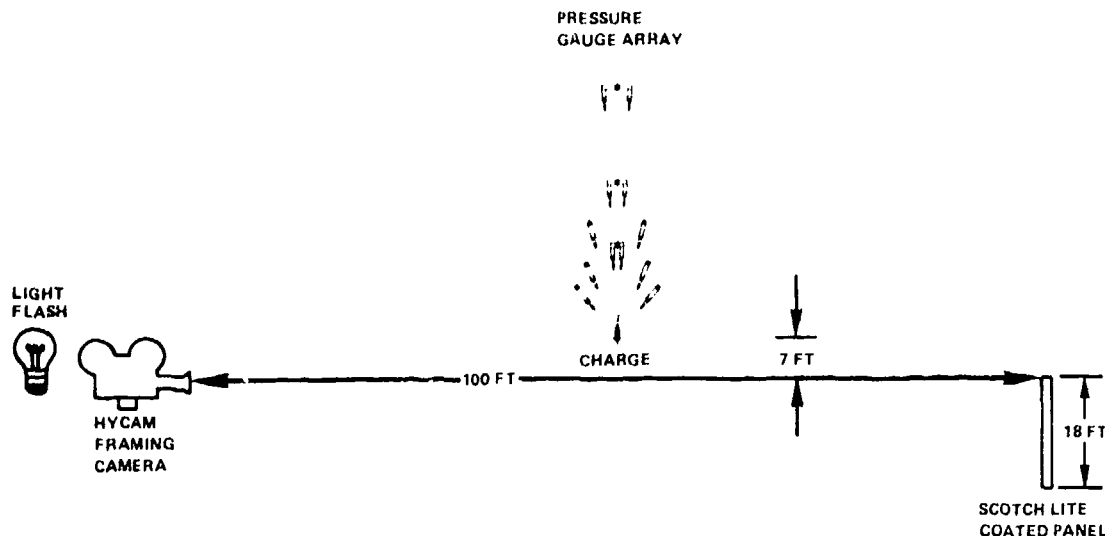 PRESSURE
GAUGE ARRAY
LIGHT
FLASH
CHARGE
7 FT
100 FT
HYCAM
FRAMING
CAMERA
18 FT
SCOTCH LITE
COATED PANEL